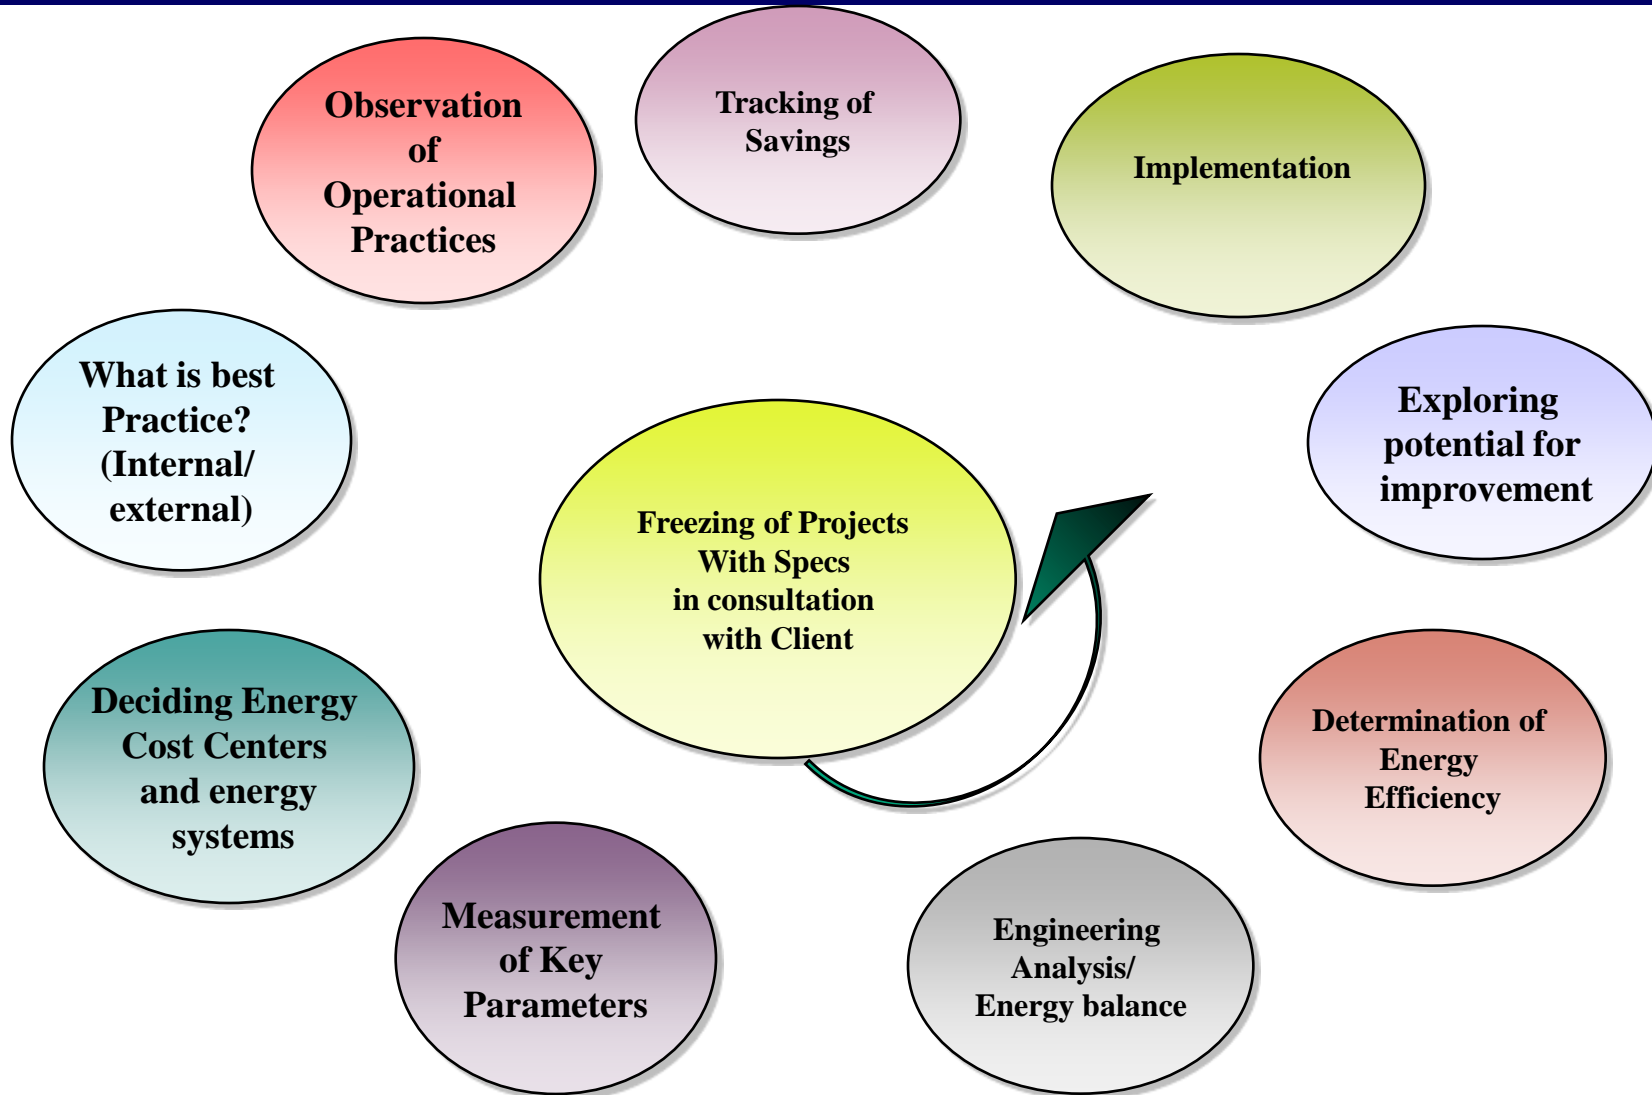 Observation
of
Operational
Practices
Tracking of
Savings
Implementation
What is best
Practice?
(Internal/
external)
Exploring
potential for
improvement
Freezing of Projects
With Specs
in consultation
with Client
Deciding Energy
Cost Centers
and energy
systems
Determination of
Energy
Efficiency
Measurement
of Key
Parameters
Engineering
Analysis/
Energy balance